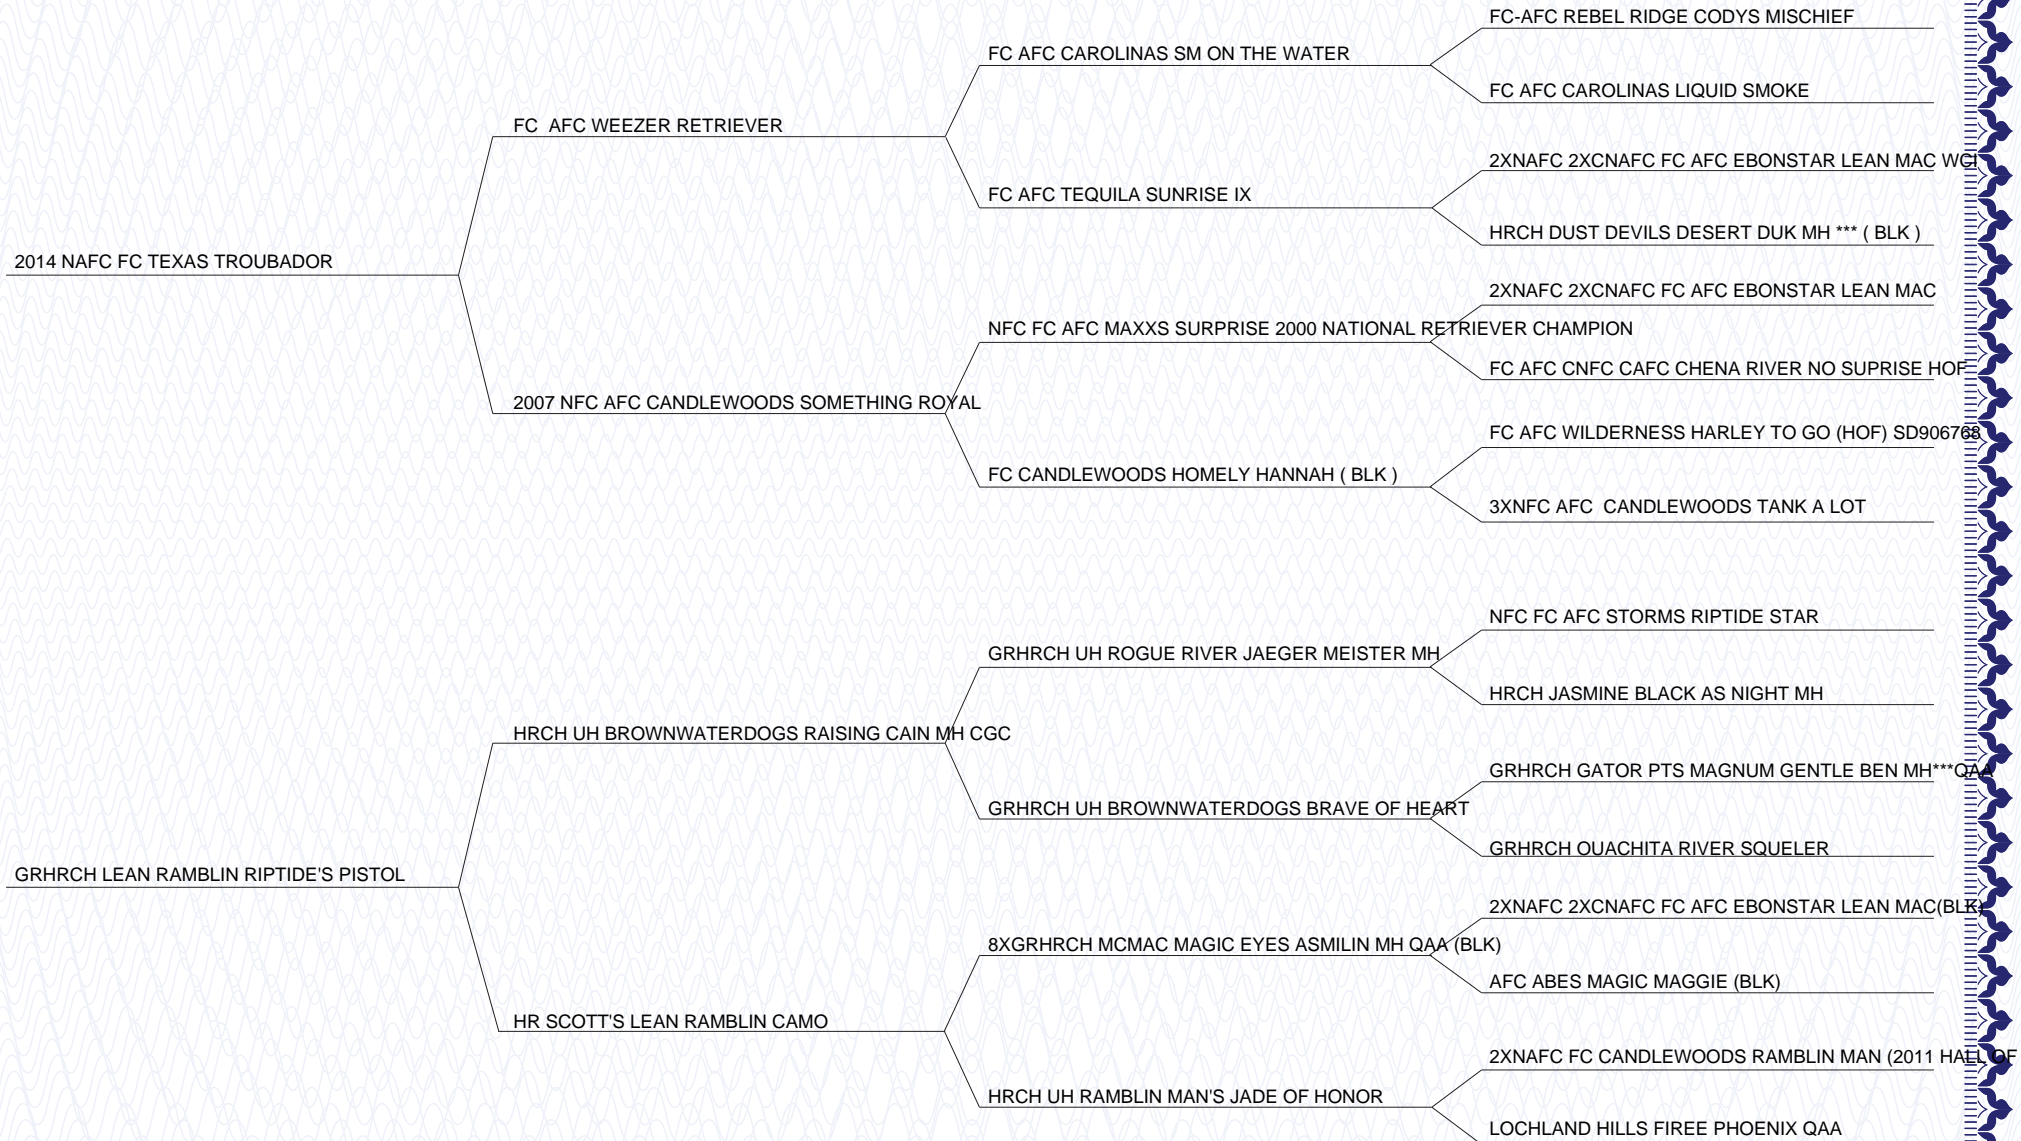 FC-AFC REBEL RIDGE CODYS MISCHIEF
FC AFC CAROLINAS SM ON THE WATER
FC AFC CAROLINAS LIQUID SMOKE
FC  AFC WEEZER RETRIEVER
2XNAFC 2XCNAFC FC AFC EBONSTAR LEAN MAC WCI
FC AFC TEQUILA SUNRISE IX
HRCH DUST DEVILS DESERT DUK MH *** ( BLK )
2014 NAFC FC TEXAS TROUBADOR
2XNAFC 2XCNAFC FC AFC EBONSTAR LEAN MAC
NFC FC AFC MAXXS SURPRISE 2000 NATIONAL RETRIEVER CHAMPION
FC AFC CNFC CAFC CHENA RIVER NO SUPRISE HOF
2007 NFC AFC CANDLEWOODS SOMETHING ROYAL
FC AFC WILDERNESS HARLEY TO GO (HOF) SD906768
FC CANDLEWOODS HOMELY HANNAH ( BLK )
3XNFC AFC  CANDLEWOODS TANK A LOT
NFC FC AFC STORMS RIPTIDE STAR
GRHRCH UH ROGUE RIVER JAEGER MEISTER MH
HRCH JASMINE BLACK AS NIGHT MH
HRCH UH BROWNWATERDOGS RAISING CAIN MH CGC
GRHRCH GATOR PTS MAGNUM GENTLE BEN MH***QAA
GRHRCH UH BROWNWATERDOGS BRAVE OF HEART
GRHRCH OUACHITA RIVER SQUELER
GRHRCH LEAN RAMBLIN RIPTIDE'S PISTOL
2XNAFC 2XCNAFC FC AFC EBONSTAR LEAN MAC(BLK)
8XGRHRCH MCMAC MAGIC EYES ASMILIN MH QAA (BLK)
AFC ABES MAGIC MAGGIE (BLK)
HR SCOTT'S LEAN RAMBLIN CAMO
2XNAFC FC CANDLEWOODS RAMBLIN MAN (2011 HALL OF
HRCH UH RAMBLIN MAN'S JADE OF HONOR
LOCHLAND HILLS FIREE PHOENIX QAA